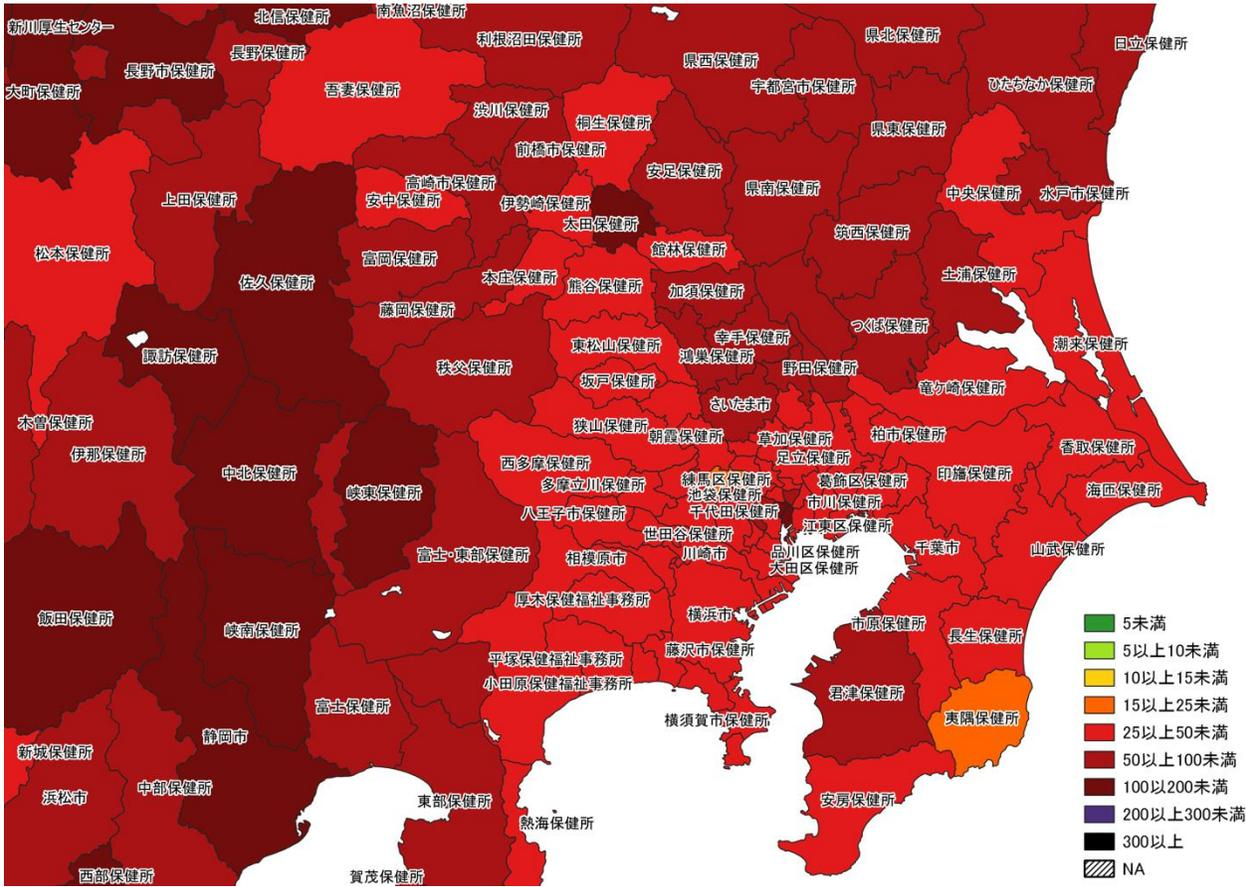 新川厚生センター
北信保健所
南魚沼保健所
利根沼田保健所
県北保健所
日立保健所
長野保健所
長野市保健所
県西保健所
大町保健所
吾妻保健所
宇都宮市保健所
ひたちなか保健所
渋川保健所
桐生保健所
県東保健所
前橋市保健所
安足保健所
高崎市保健所
県南保健所
中央保健所
水戸市保健所
上田保健所
安中保健所
伊勢崎保健所
太田保健所
筑西保健所
松本保健所
館林保健所
富岡保健所
土浦保健所
佐久保健所
本庄保健所
熊谷保健所
加須保健所
藤岡保健所
つくば保健所
幸手保健所
東松山保健所
潮来保健所
諏訪保健所
鴻巣保健所
秩父保健所
野田保健所
坂戸保健所
竜ケ崎保健所
さいたま市
木曽保健所
狭山保健所
朝霞保健所
草加保健所
柏市保健所
香取保健所
伊那保健所
足立保健所
西多摩保健所
中北保健所
印旛保健所
練馬区保健所
葛飾区保健所
多摩立川保健所
峡東保健所
池袋保健所
海匝保健所
市川保健所
八王子市保健所
千代田保健所
江東区保健所
世田谷保健所
富士・東部保健所
相模原市
川崎市
品川区保健所
千葉市
山武保健所
大田区保健所
厚木保健福祉事務所
横浜市
飯田保健所
峡南保健所
市原保健所
長生保健所
藤沢市保健所
平塚保健福祉事務所
小田原保健福祉事務所
君津保健所
富士保健所
横須賀市保健所
夷隅保健所
静岡市
新城保健所
中部保健所
浜松市
東部保健所
安房保健所
熱海保健所
西部保健所
賀茂保健所
5未満
5以上10未満
10以上15未満
15以上25未満
25以上50未満
50以上100未満
100以200未満
200以上300未満
300以上
NA